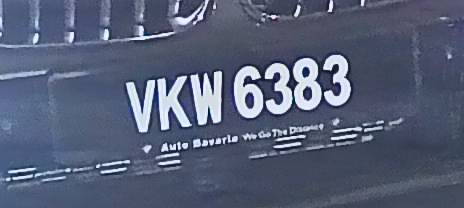 VKW 6383
Auto Bavaria We Go The Distance